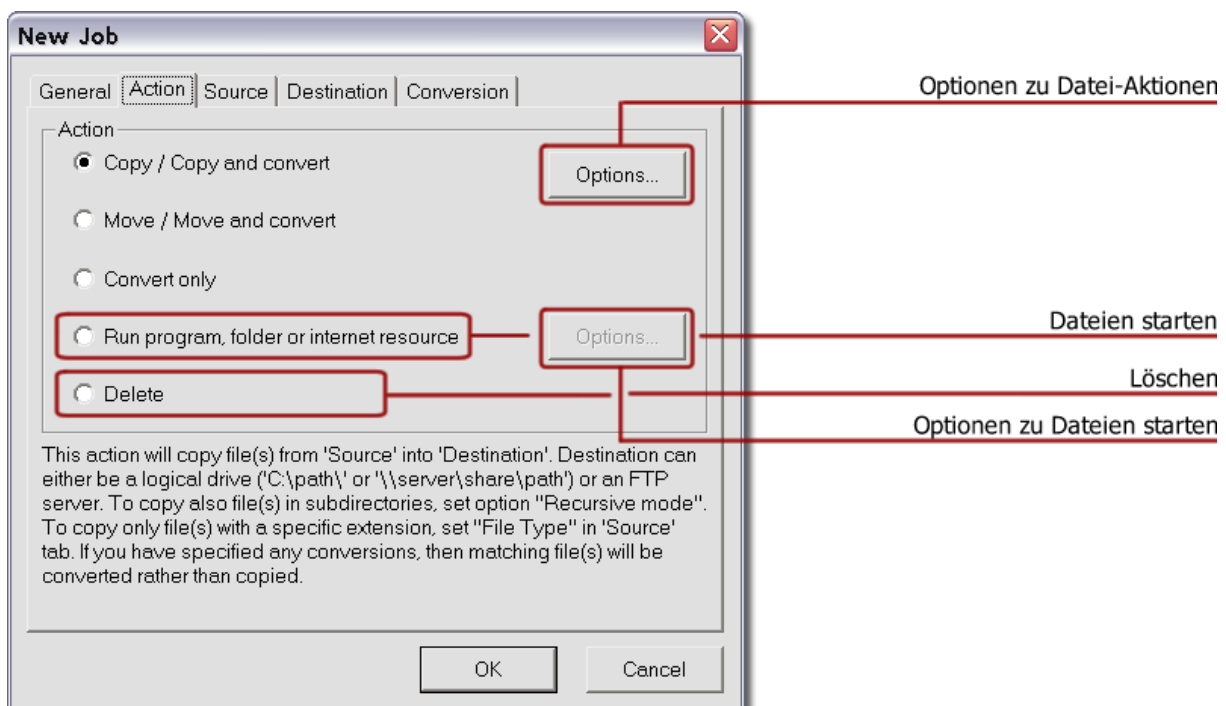 New Job
General Action Source Destination Conversion
Optionen zu Datei-Aktionen
Action
Copy / Copy and convert
Options...
Move / Move and convert
Convert only
Run program, folder or internet resource
Options...
Dateien starten
Delete
Löschen
Optionen zu Dateien starten
This action will copy file(s) from 'Source' into 'Destination'. Destination can
either be a logical drive ('C:\path\' or '\\server\share\path') or an FTP
server. To copy also file(s) in subdirectories, set option "Recursive mode".
To copy only file(s) with a specific extension, set "File Type" in 'Source'
tab. If you have specified any conversions, then matching file(s) will be
converted rather than copied.
OK Cancel